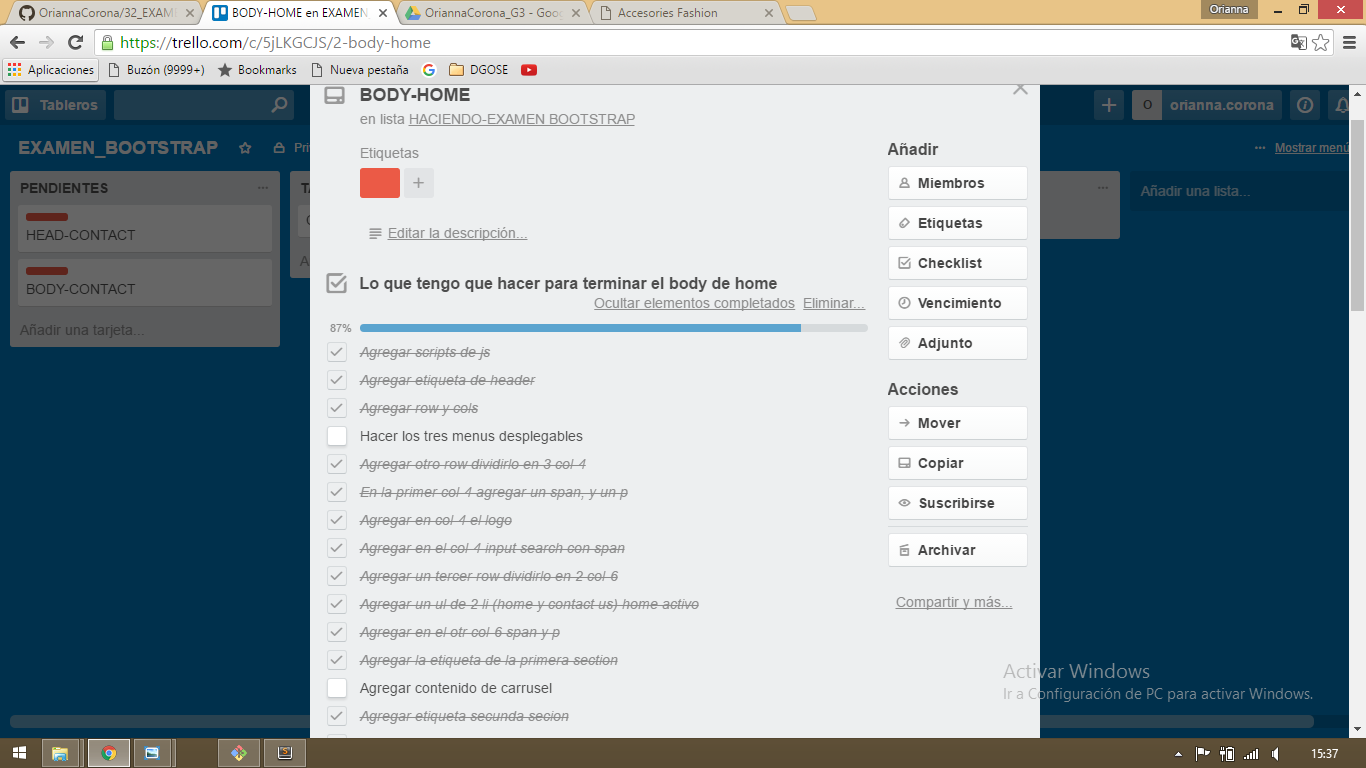 OriannaCorona/32_EXAM
BODY-HOME en EXAMEN_
OriannaCorona_G3 - Goog
Accesories Fashion
Orianna
https://trello.com/c/5jLKGCJS/2-body-home
Aplicaciones
Buzón (9999+)
Bookmarks
Nueva pestaña
DGOSE
Tableros
O
orianna.corona
EXAMEN_BOOTSTRAP
Pri
Mostrar menú
PENDIENTES
HEAD-CONTACT
BODY-CONTACT
Añadir una tarjeta...
Añadir una lista...
BODY-HOME
en lista HACIENDO-EXAMEN BOOTSTRAP
Etiquetas
Editar la descripción...
Lo que tengo que hacer para terminar el body de home
Ocultar elementos completados Eliminar...
87%
Agregar scripts de js
Agregar etiqueta de header
Agregar row y cols
Hacer los tres menus desplegables
Agregar otro row dividirlo en 3 col-4
En la primer col-4 agregar un span, y un p
Agregar en col-4 el logo
Agregar en el col-4 input search con span
Agregar un tercer row dividirlo en 2 col-6
Agregar un ul de 2 li (home y contact us) home activo
Agregar en el otr col-6 span y p
Agregar la etiqueta de la primera section
Agregar contenido de carrusel
Agregar etiqueta secunda secion
Añadir
Miembros
Etiquetas
Checklist
Vencimiento
Adjunto
Acciones
Mover
Copiar
Suscribirse
Archivar
Compartir y más...
Activar Windows
Ir a Configuración de PC para activar Windows.
15:37